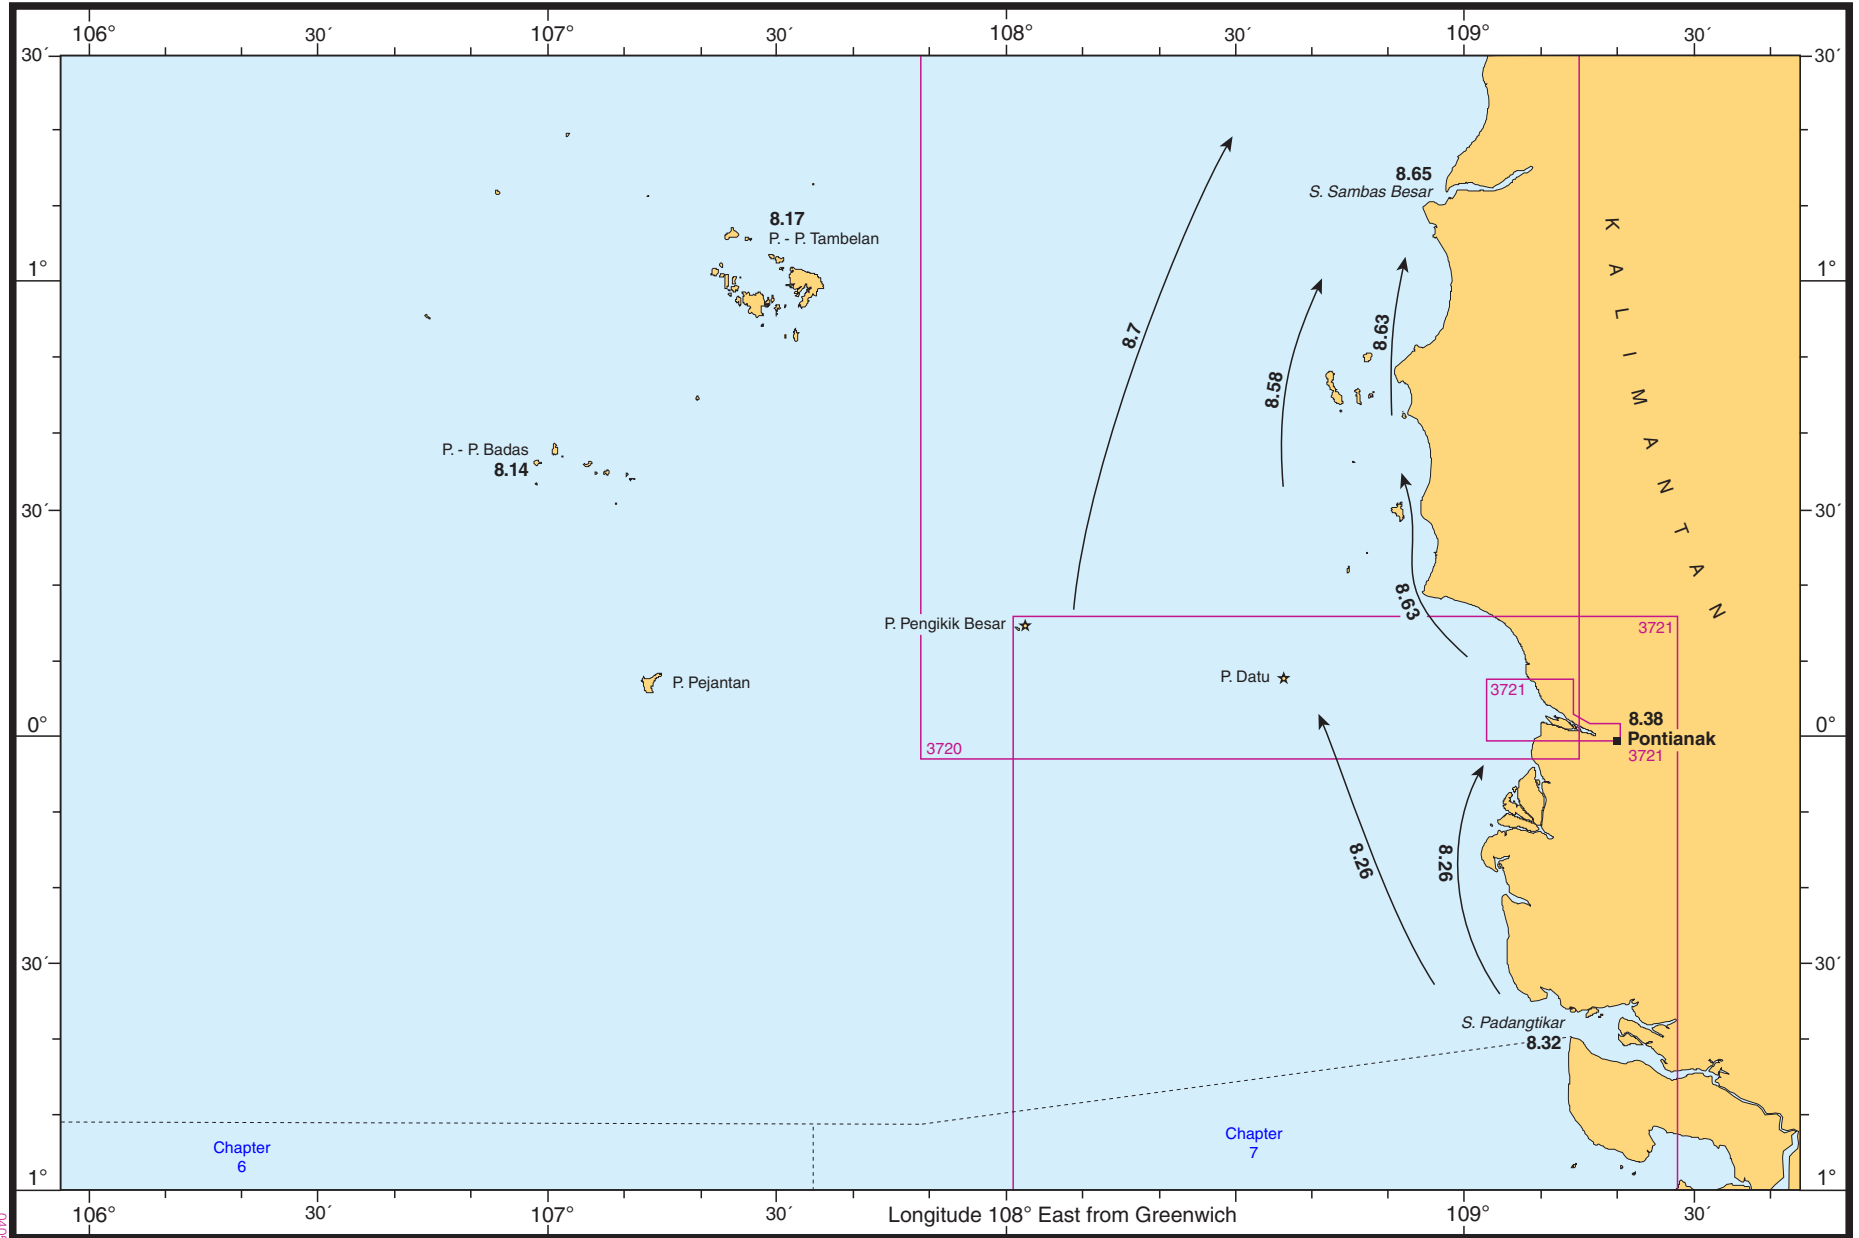 106° 30´ 107° 30´ 108° 30´ 109° 30´
30´ 30´
8.65
S. Sambas Besar
8.17
P. - P. Tambelan
KALIMANTAN
1° 1°
8.7
8.63
8.58
P. - P. Badas
8.14
30´ 30´
8.63
P. Pengikik Besar
3721
P. Datu
P. Pejantan
3721
8.38
0° 0°
Pontianak
3720
3721
8.26
8.26
30´ 30´
S. Padangtikar
8.32
Chapter
6
Chapter
7
1° 1°
106° 30´ 107° 30´ Longitude 108° East from Greenwich 109° 30´